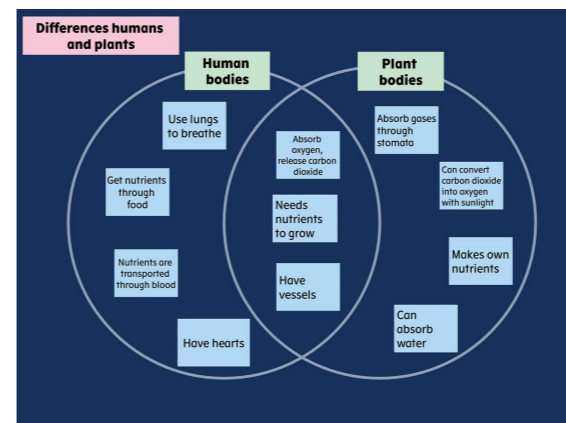 Differences humans
and plants
Human
bodies
Plant
bodies
Use lungs
to breathe
Get nutrients
through
food
Nutrients are
transported
through blood
Have hearts
Absorb
oxygen,
release carbon
dioxide
Needs
nutrients
to grow
Have
vessels
Absorb gases
through
stomata
Can convert
carbon dioxide
into oxygen
with sunlight
Makes own
nutrients
Can
absorb
water